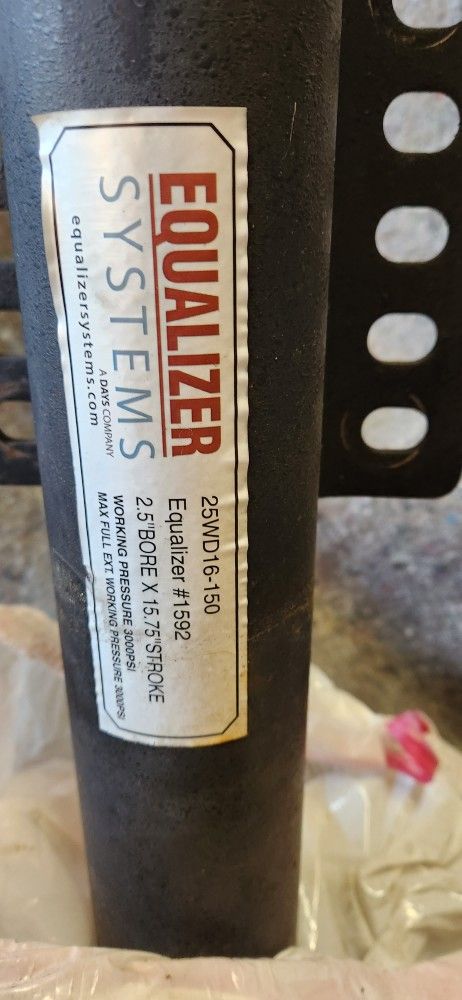 EQUALIZER
SYSTEMS
A DAYS COMPANY
equalizersystems.com
25WD16-150
Equalizer #1592
2.5"BORE X 15.75"STROKE
WORKING PRESSURE 3000PSI
MAX FULL EXT. WORKING PRESSURE 3000PSI